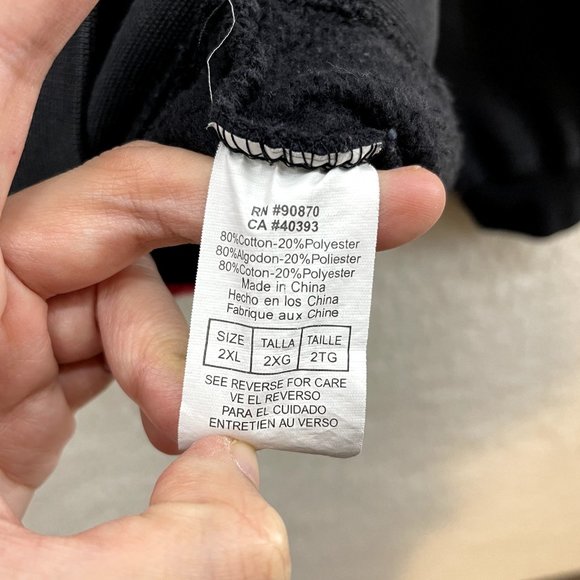 RN #90870
CA #40393
80%Cotton-20%Polyester
80%Algodon-20%Poliester
80%Coton-20%Polyester
Made in China
Hecho en los China
Fabrique aux Chine
SIZE TALLA TAILLE
2XL 2XG 2TG
SEE REVERSE FOR CARE
VE EL REVERSO
PARA EL CUIDADO
ENTRETIEN AU VERSO